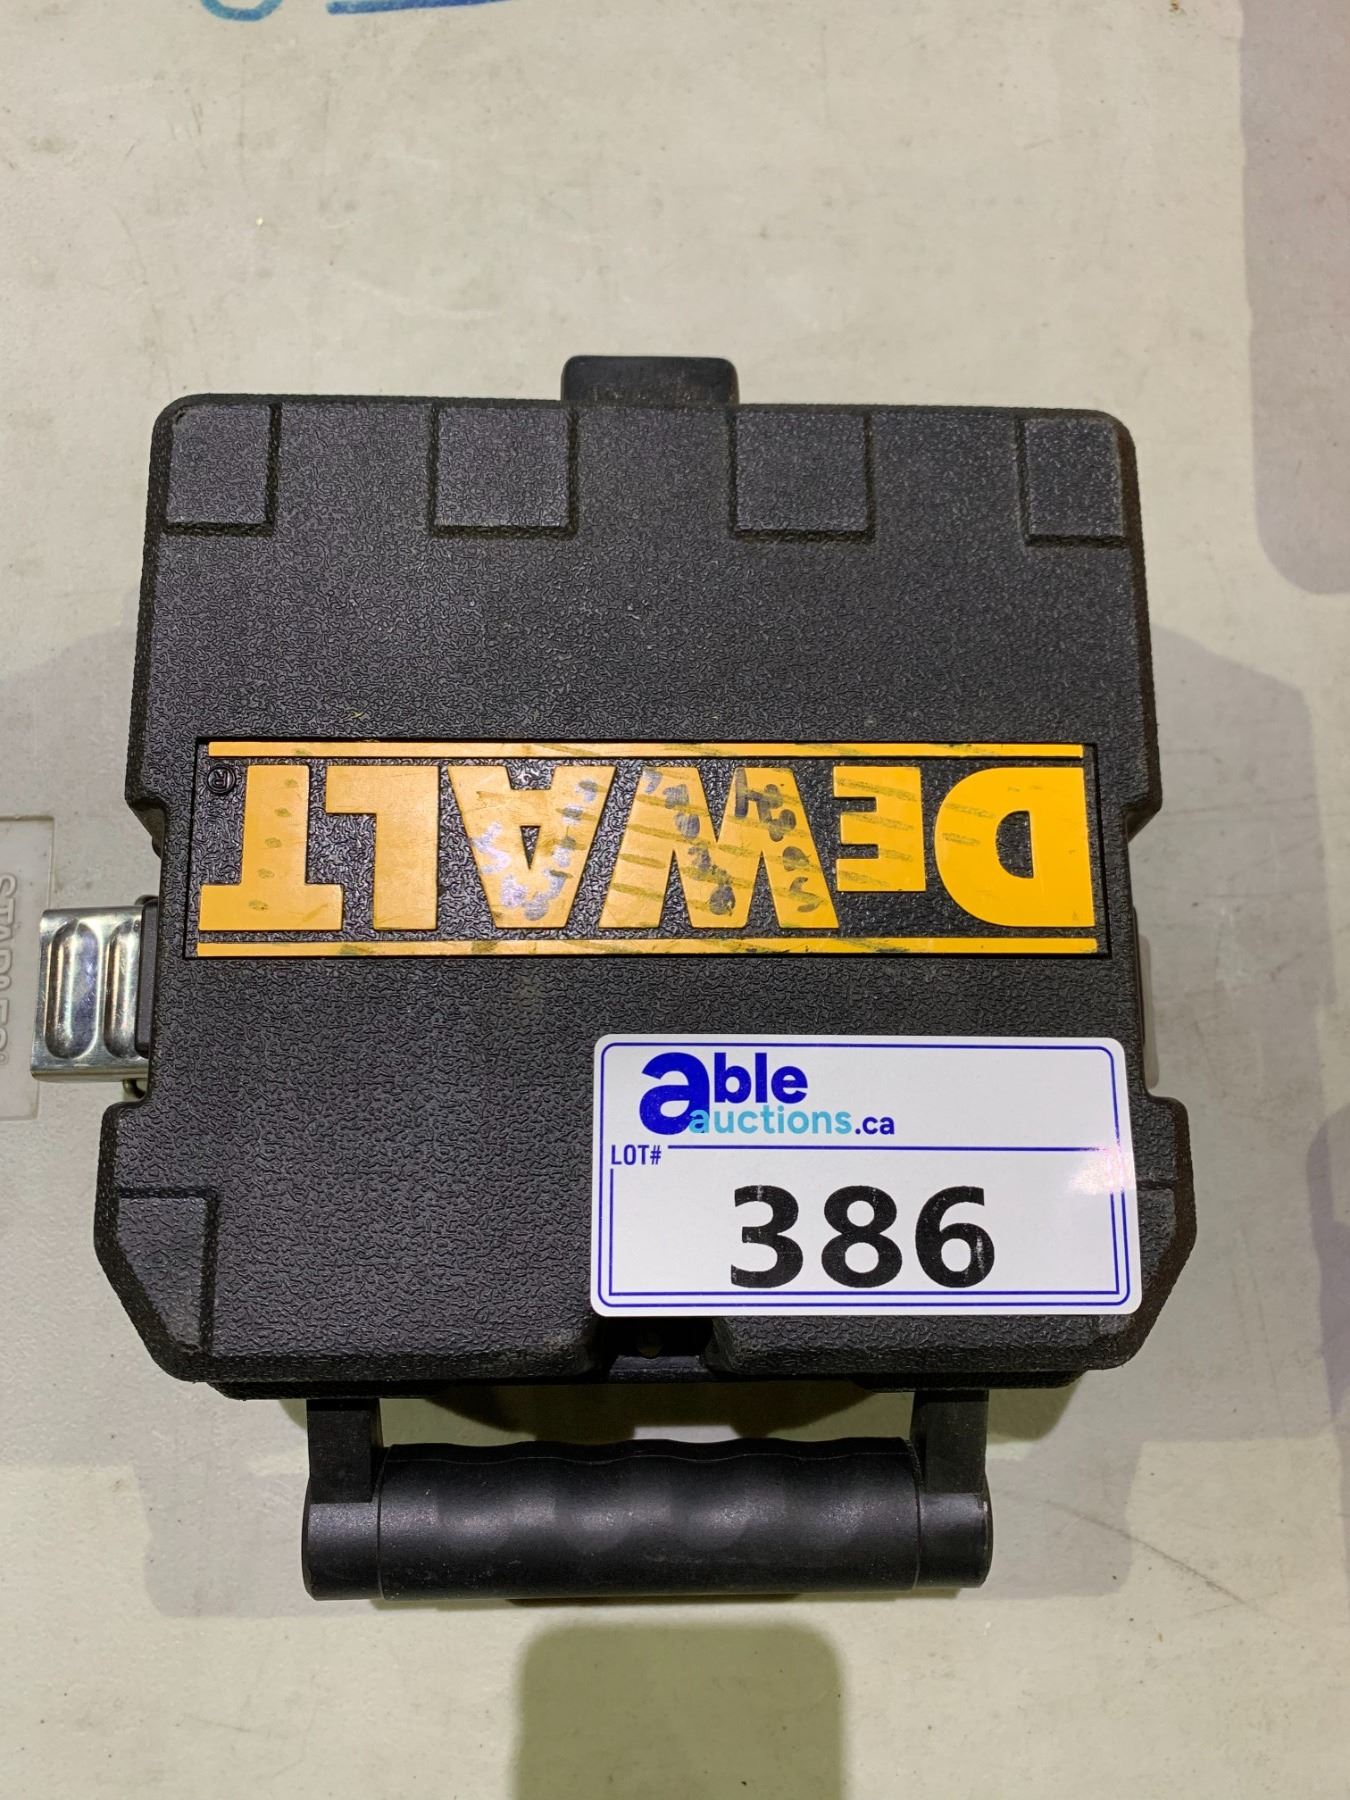 DEWALT®
able
auctions.ca
LOT#
386